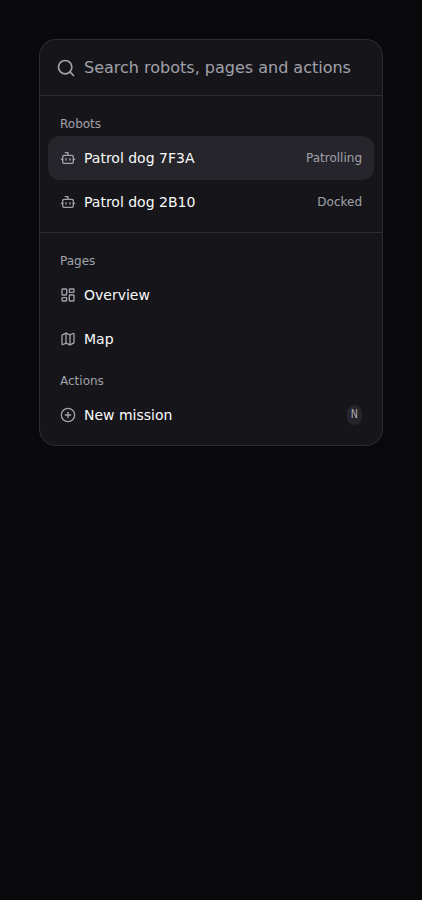 Search robots, pages and actions
Robots
Patrol dog 7F3A Patrolling
Patrol dog 2B10 Docked
Pages
Overview
Map
Actions
New mission N